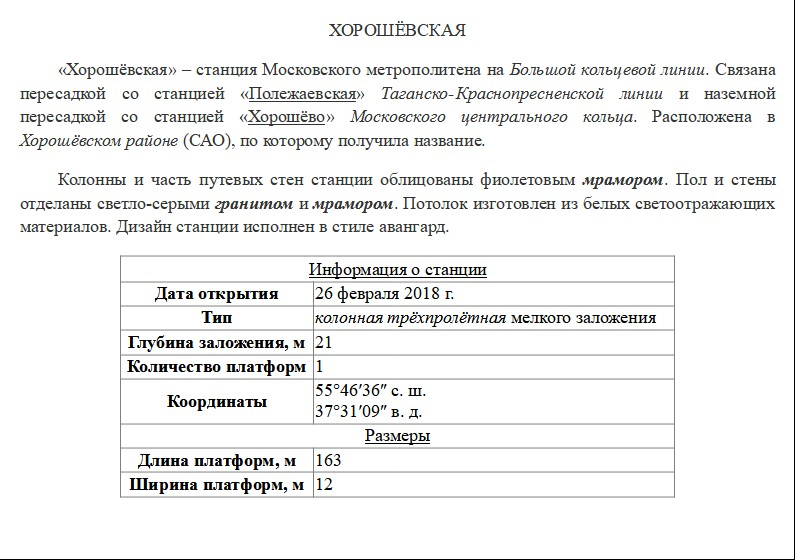 ХОРОШЁВСКАЯ
«Хорошёвская» – станция Московского метрополитена на Большой кольцевой линии. Связана
пересадкой со станцией «Полежаевская» Таганско-Краснопресненской линии и наземной
пересадкой со станцией «Хорошёво» Московского центрального кольца. Расположена в
Хорошёвском районе (САО), по которому получила название.
Колонны и часть путевых стен станции облицованы фиолетовым мрамором. Пол и стены
отделаны светло-серыми гранитом и мрамором. Потолок изготовлен из белых светоотражающих
материалов. Дизайн станции исполнен в стиле авангард.
Информация о станции
Дата открытия 26 февраля 2018 г.
Тип колонная трёхпролётная мелкого заложения
Глубина заложения, м 21
Количество платформ 1
Координаты 55°46′36″ с. ш.
37°31′09″ в. д.
Размеры
Длина платформ, м 163
Ширина платформ, м 12